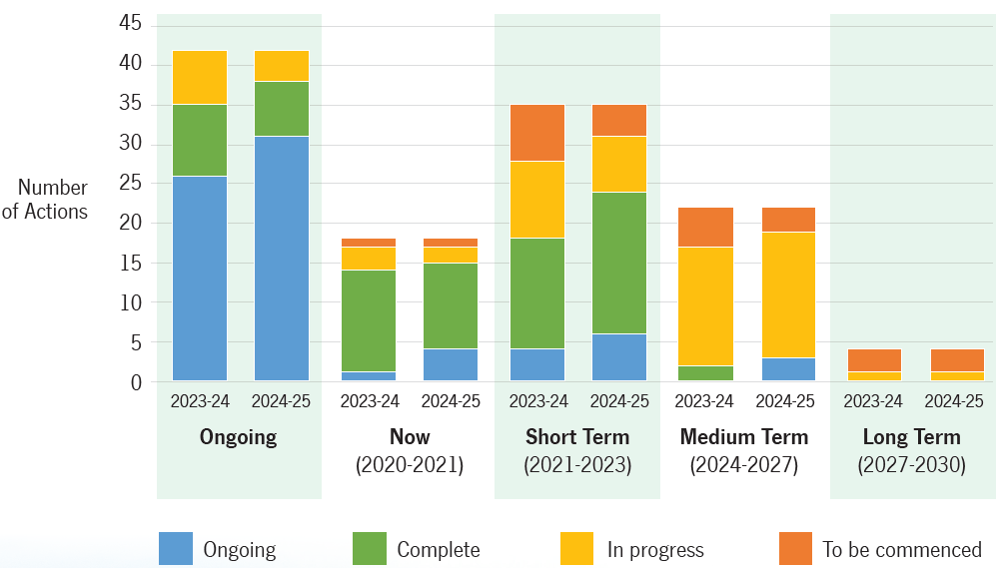 45
40
35
30
25
20
15
10
5
0
Number
of Actions
2023-24 2024-25 2023-24 2024-25 2023-24 2024-25 2023-24 2024-25 2023-24 2024-25
Ongoing Now Short Term Medium Term Long Term
(2020-2021) (2021-2023) (2024-2027) (2027-2030)
Ongoing Complete In progress To be commenced